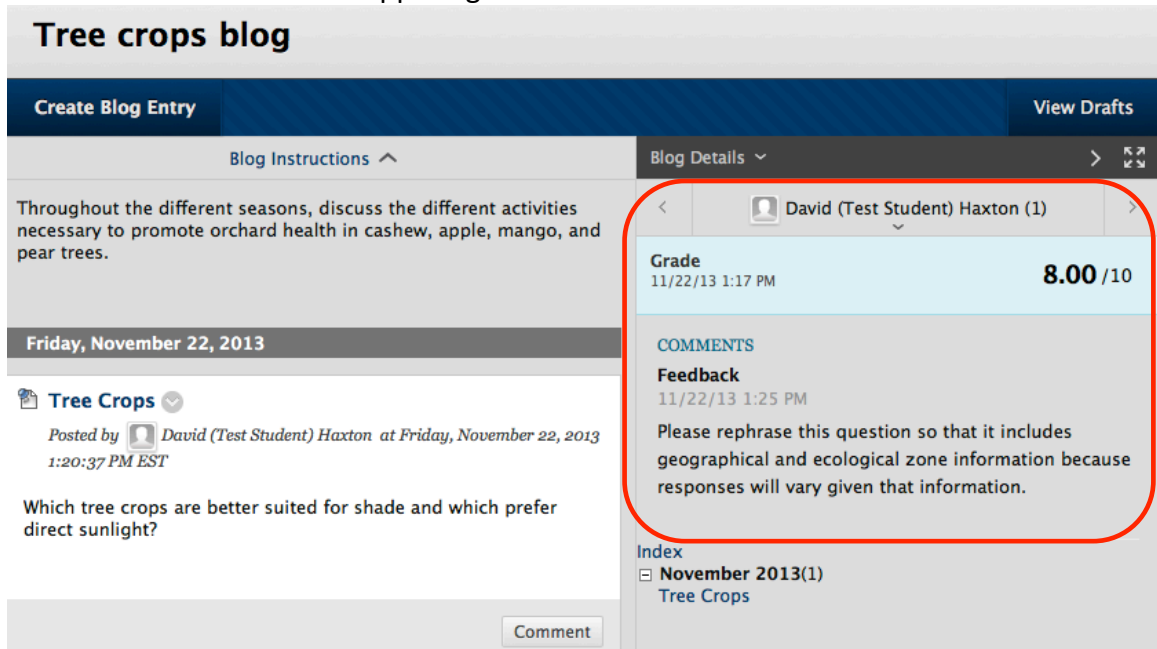 Tree crops blog
Create Blog Entry
View Drafts
Blog Instructions
Throughout the different seasons, discuss the different activities
necessary to promote orchard health in cashew, apple, mango, and
pear trees.
Friday, November 22, 2013
Tree Crops
Posted by David (Test Student) Haxton at Friday, November 22, 2013
1:20:37 PM EST
Which tree crops are better suited for shade and which prefer
direct sunlight?
Comment
Blog Details
David (Test Student) Haxton (1)
Grade
11/22/13 1:17 PM
8.00 /10
COMMENTS
Feedback
11/22/13 1:25 PM
Please rephrase this question so that it includes
geographical and ecological zone information because
responses will vary given that information.
Index
November 2013(1)
Tree Crops